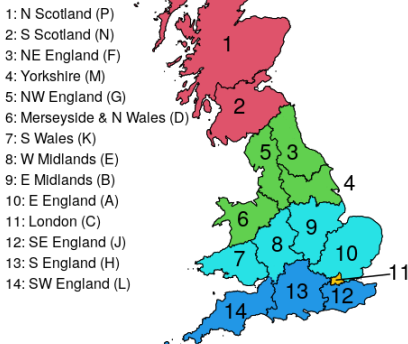 1: N Scotland (P)
2: S Scotland (N)
3: NE England (F)
4: Yorkshire (M)
5: NW England (G)
6: Merseyside & N Wales (D)
7: S Wales (K)
8: W Midlands (E)
9: E Midlands (B)
10: E England (A)
11: London (C)
12: SE England (J)
13: S England (H)
14: SW England (L)
1
2
5 3
4
6
9
8
10
7
11
13
12
14